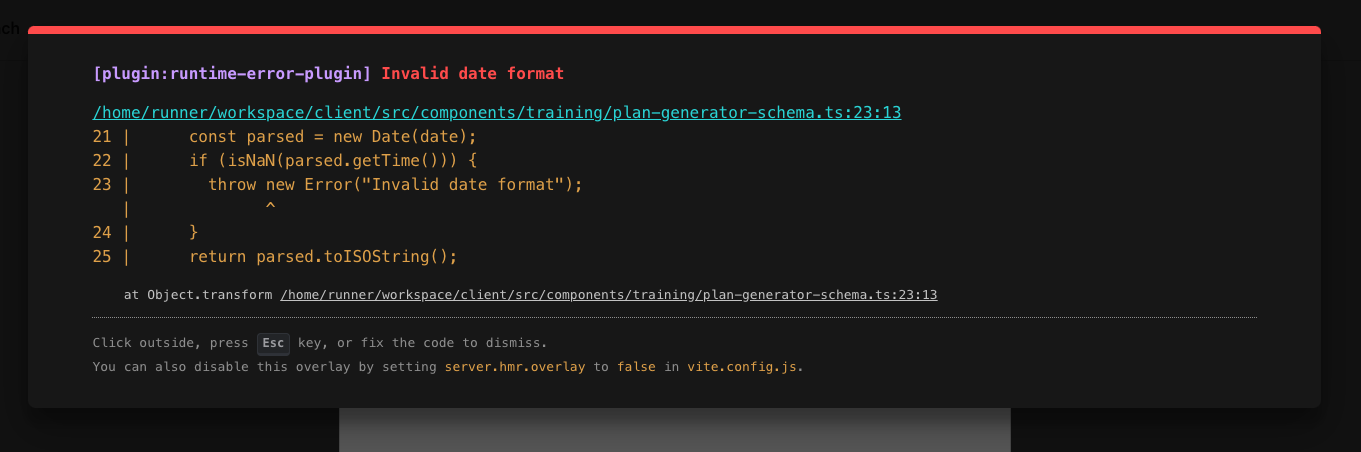 ch
[plugin:runtime-error-plugin] Invalid date format
/home/runner/workspace/client/src/components/training/plan-generator-schema.ts:23:13
21 |      const parsed = new Date(date);
22 |      if (isNaN(parsed.getTime())) {
23 |        throw new Error("Invalid date format");
   |              ^
24 |      }
25 |      return parsed.toISOString();
    at Object.transform /home/runner/workspace/client/src/components/training/plan-generator-schema.ts:23:13
Click outside, press Esc key, or fix the code to dismiss.
You can also disable this overlay by setting server.hmr.overlay to false in vite.config.js.